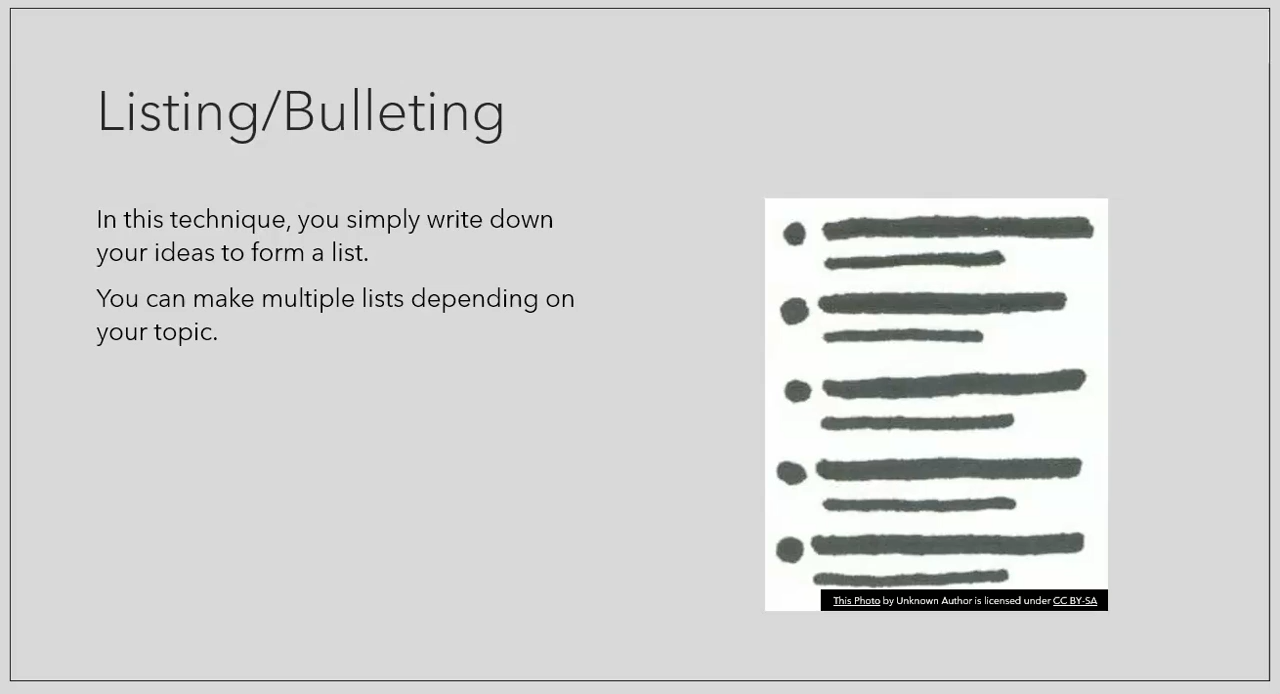 Listing/Bulleting
In this technique, you simply write down
your ideas to form a list.
You can make multiple lists depending on
your topic.
This Photo by Unknown Author is licensed under CC BY-SA